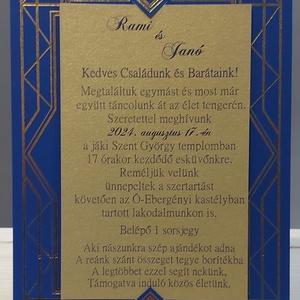 Rami
és
Janó
Kedves Családunk és Barátaink!
Megtaláltuk egymást és most már
együtt táncolunk át az élet tengerén.
Szeretettel meghívunk
2024. augusztus 17.-én
a jáki Szent György templomban
17 órakor kezdődő esküvőnkre.
Reméljük velünk
ünnepeltek a szertartást
követően az Ó-Ebergényi kastélyban
tartott lakodalmunkon is.
Belépő 1 sorsjegy
Aki nászunkra szép ajándékot adna
A reánk szánt összeget tegye borítékba
A legtöbbet ezzel segít nekünk,
Támogatva induló közös életünk.